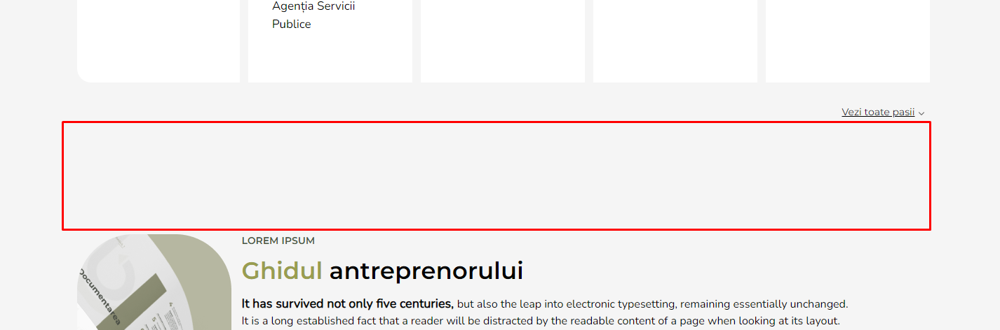 Agenția Servicii
Publice
Vezi toate pasii
LOREM IPSUM
Ghidul antreprenorului
It has survived not only five centuries, but also the leap into electronic typesetting, remaining essentially unchanged.
It is a long established fact that a reader will be distracted by the readable content of a page when looking at its layout.
Documentarea